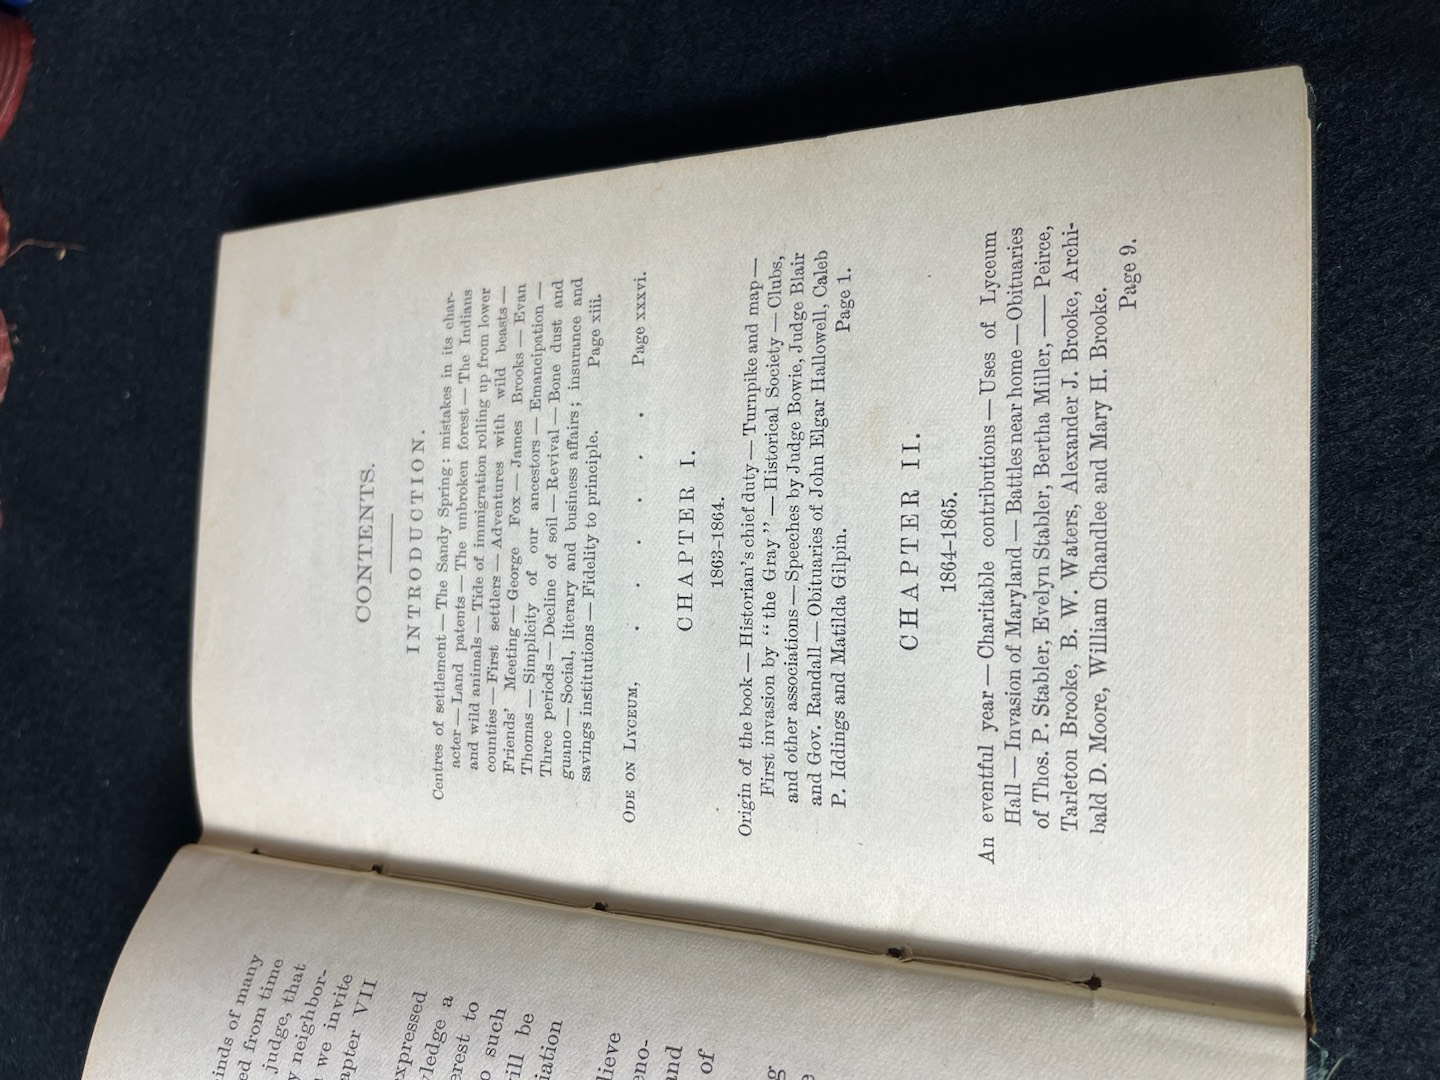 inds of many
ed from time
judge, that
y neighbor-
we invite
apter VII
xpressed
ledge a
erest to
o such
ill be
iation
lieve
eno-
and
of
CONTENTS.
INTRODUCTION.
Centres of settlement — The Sandy Spring: mistakes in its char-
acter — Land patents — The unbroken forest — The Indians
and wild animals — Tide of immigration rolling up from lower
counties — First settlers — Adventures with wild beasts —
Friends' Meeting — George Fox — James Brooks — Evan
Thomas — Simplicity of our ancestors — Emancipation —
Three periods — Decline of soil — Revival — Bone dust and
guano — Social, literary and business affairs; insurance and
savings institutions — Fidelity to principle. Page xiii.
ODE ON LYCEUM, . . . . . . Page xxxvi.
CHAPTER I.
1863-1864.
Origin of the book — Historian's chief duty — Turnpike and map —
First invasion by "the Gray" — Historical Society — Clubs,
and other associations — Speeches by Judge Bowie, Judge Blair
and Gov. Randall — Obituaries of John Elgar Hallowell, Caleb
P. Iddings and Matilda Gilpin. Page 1.
CHAPTER II.
1864-1865.
An eventful year — Charitable contributions — Uses of Lyceum
Hall — Invasion of Maryland — Battles near home — Obituaries
of Thos. P. Stabler, Evelyn Stabler, Bertha Miller, —— Peirce,
Tarleton Brooke, B. W. Waters, Alexander J. Brooke, Archi-
bald D. Moore, William Chandlee and Mary H. Brooke.
Page 9.